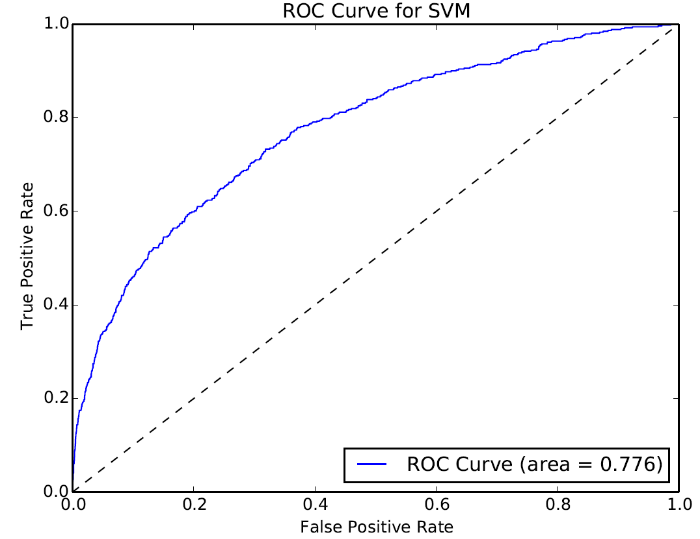 ROC Curve for SVM
1.0
0.8
0.6
0.4
0.2
0.0
True Positive Rate
ROC Curve (area = 0.776)
0.0 0.2 0.4 0.6 0.8 1.0
False Positive Rate